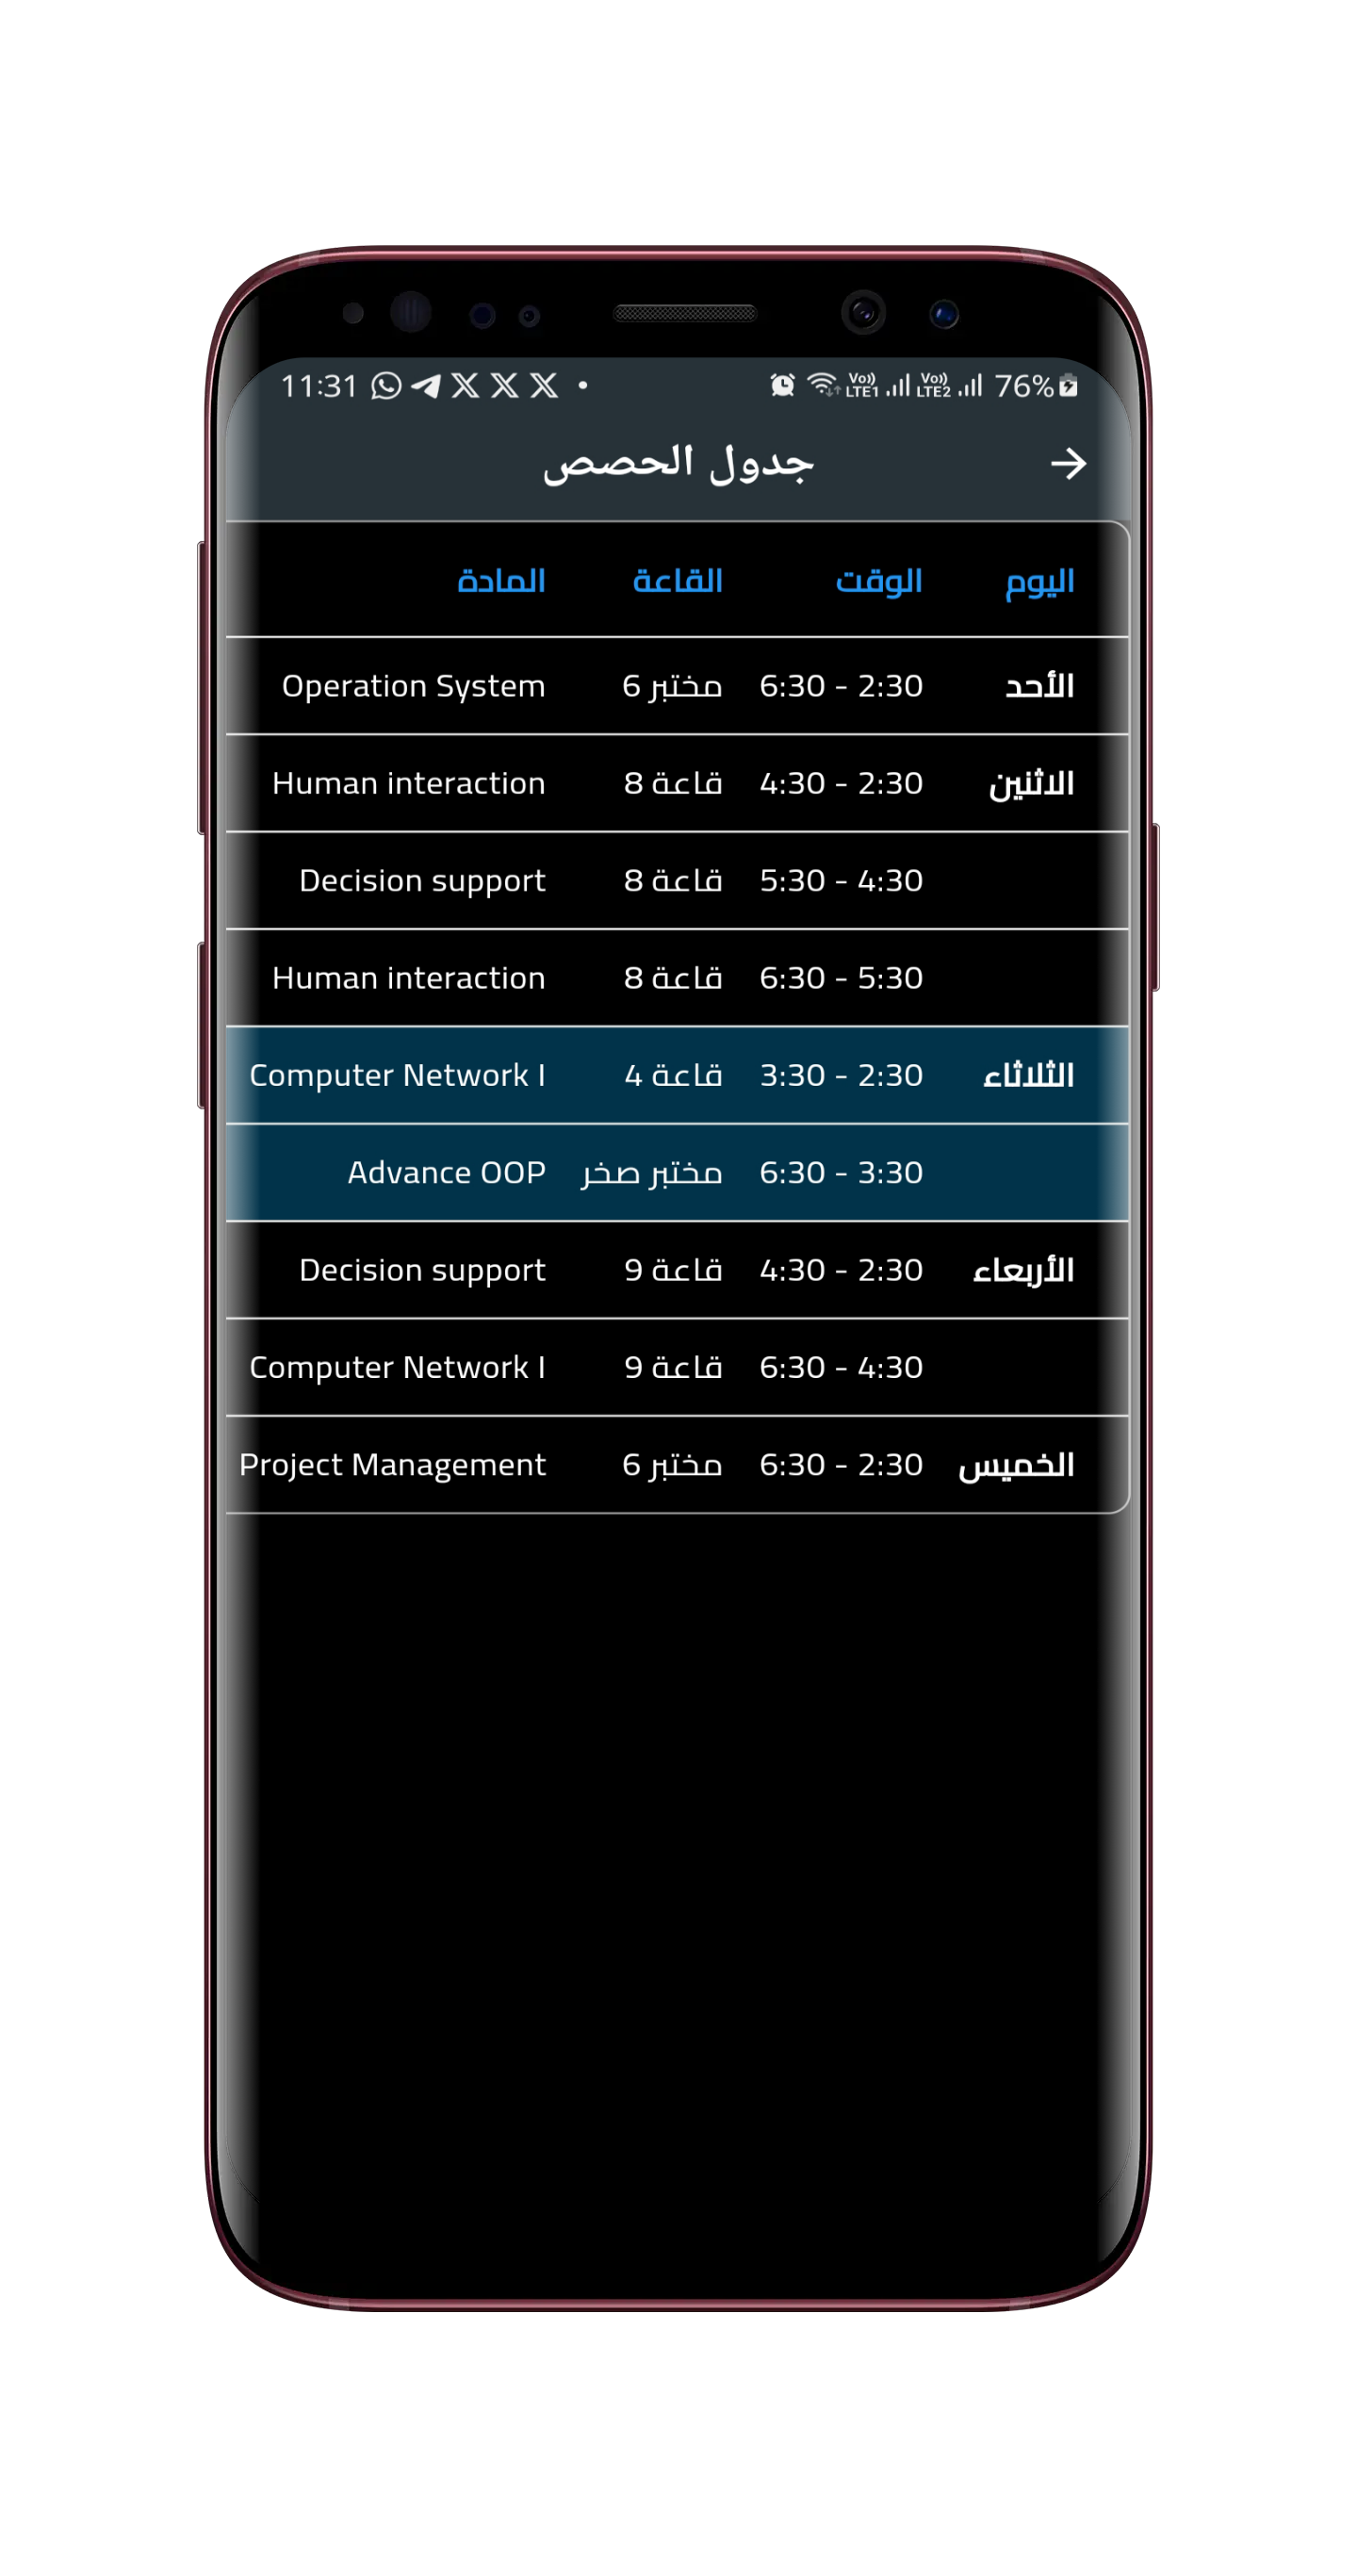 11:31 VoLTE1 VoLTE2 76%
جدول الحصص
اليوم الوقت القاعة المادة
الأحد 2:30 - 6:30 مختبر 6 Operation System
الاثنين 2:30 - 4:30 قاعة 8 Human interaction
4:30 - 5:30 قاعة 8 Decision support
5:30 - 6:30 قاعة 8 Human interaction
الثلاثاء 2:30 - 3:30 قاعة 4 Computer Network I
3:30 - 6:30 مختبر صخر Advance OOP
الأربعاء 2:30 - 4:30 قاعة 9 Decision support
4:30 - 6:30 قاعة 9 Computer Network I
الخميس 2:30 - 6:30 مختبر 6 Project Management